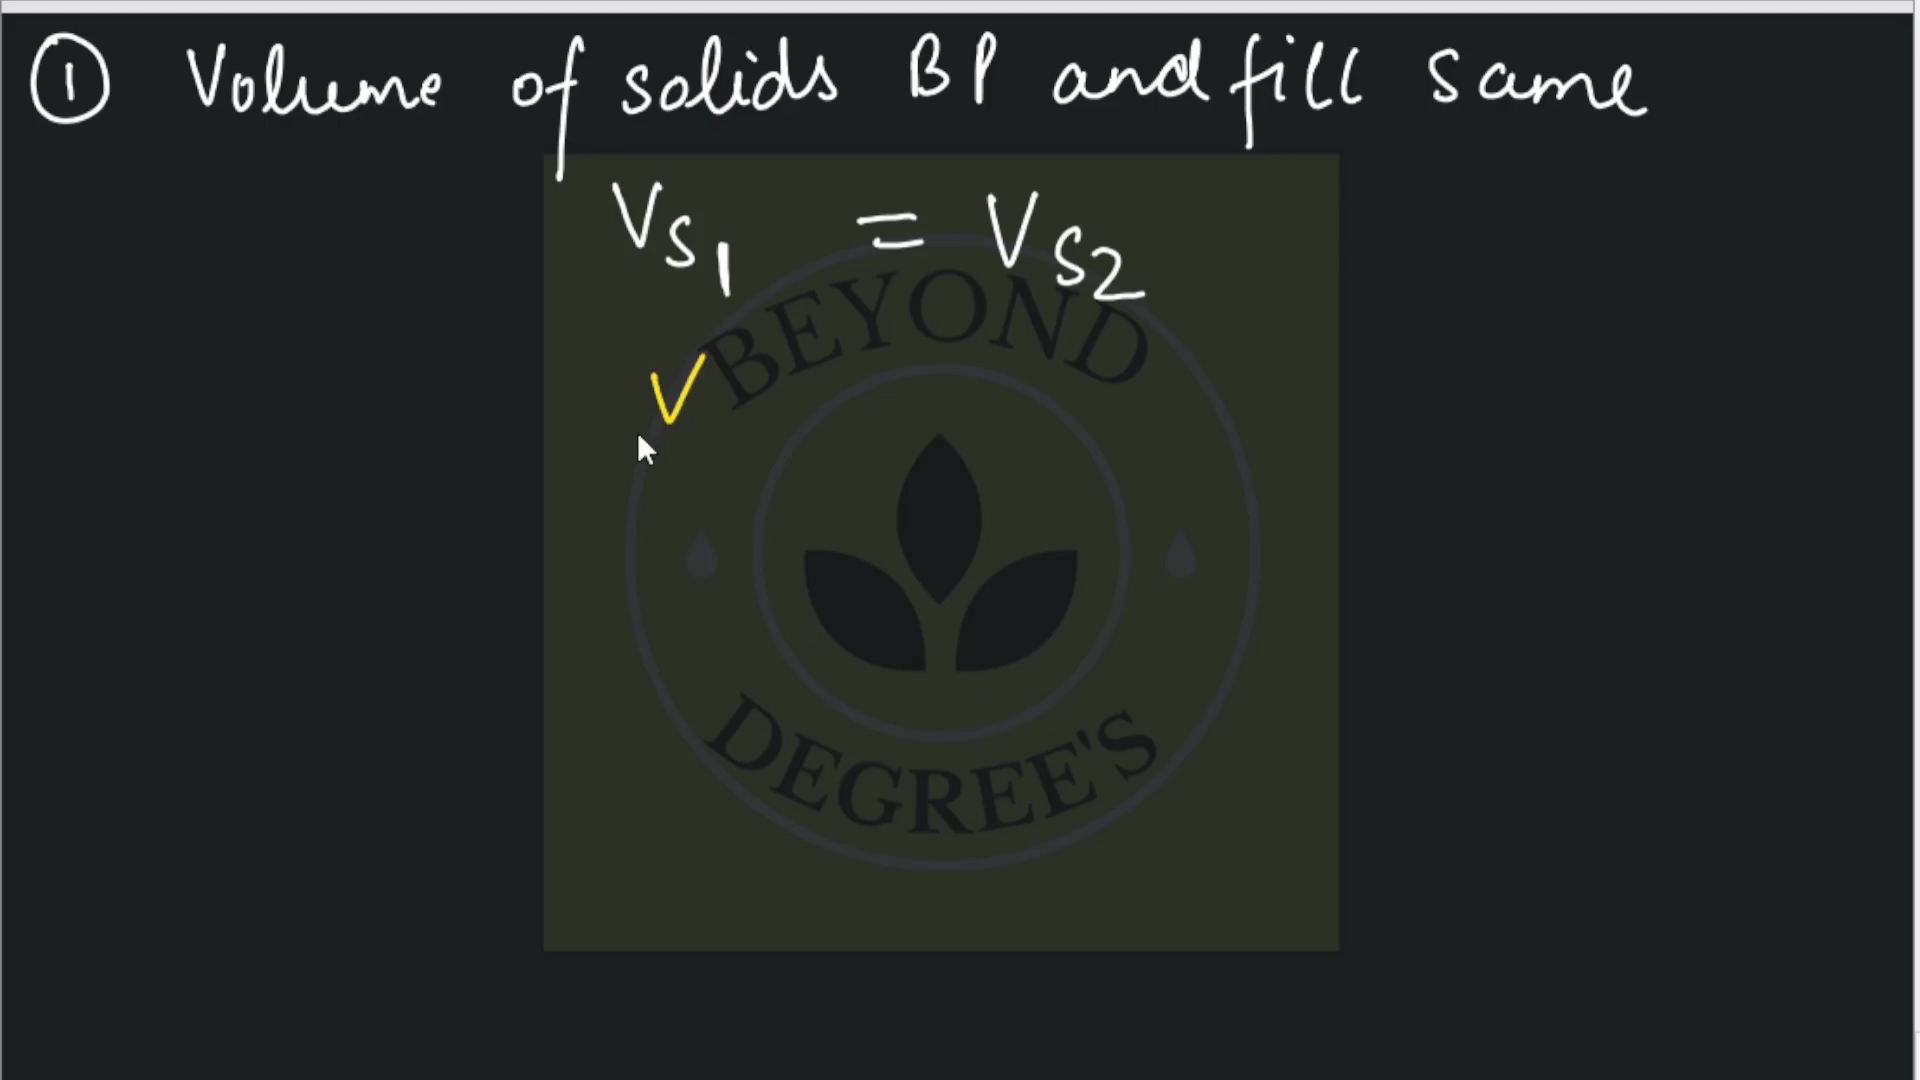 ① Volume of solids BP and fill same
VS1 = VS2
V
BEYOND
DEGREE'S